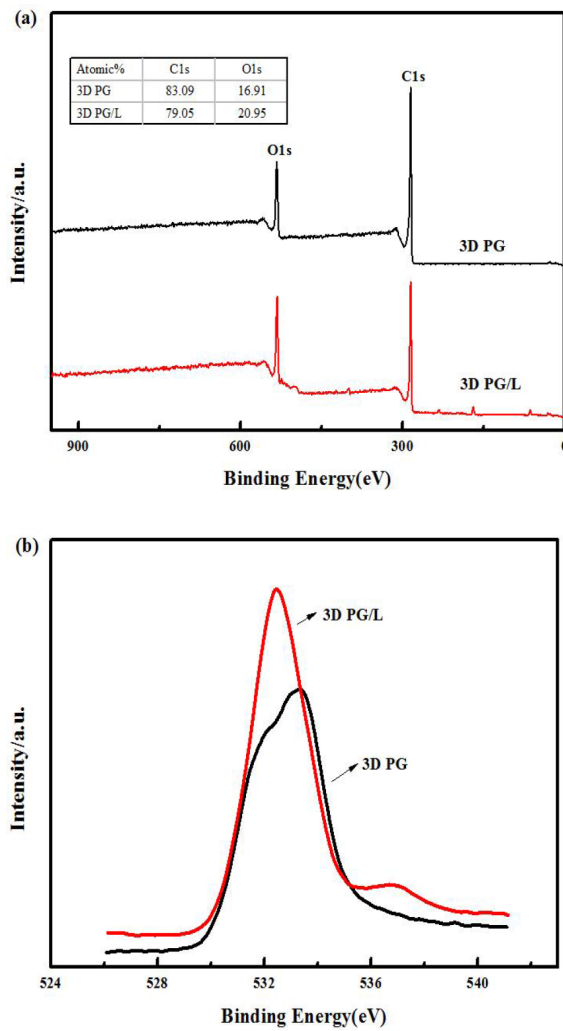 (a)
Atomic% C1s O1s
3D PG 83.09 16.91
3D PG/L 79.05 20.95
C1s
O1s
3D PG
3D PG/L
Intensity/a.u.
900 600 300 0
Binding Energy(eV)
(b)
3D PG/L
3D PG
Intensity/a.u.
524 528 532 536 540
Binding Energy(eV)